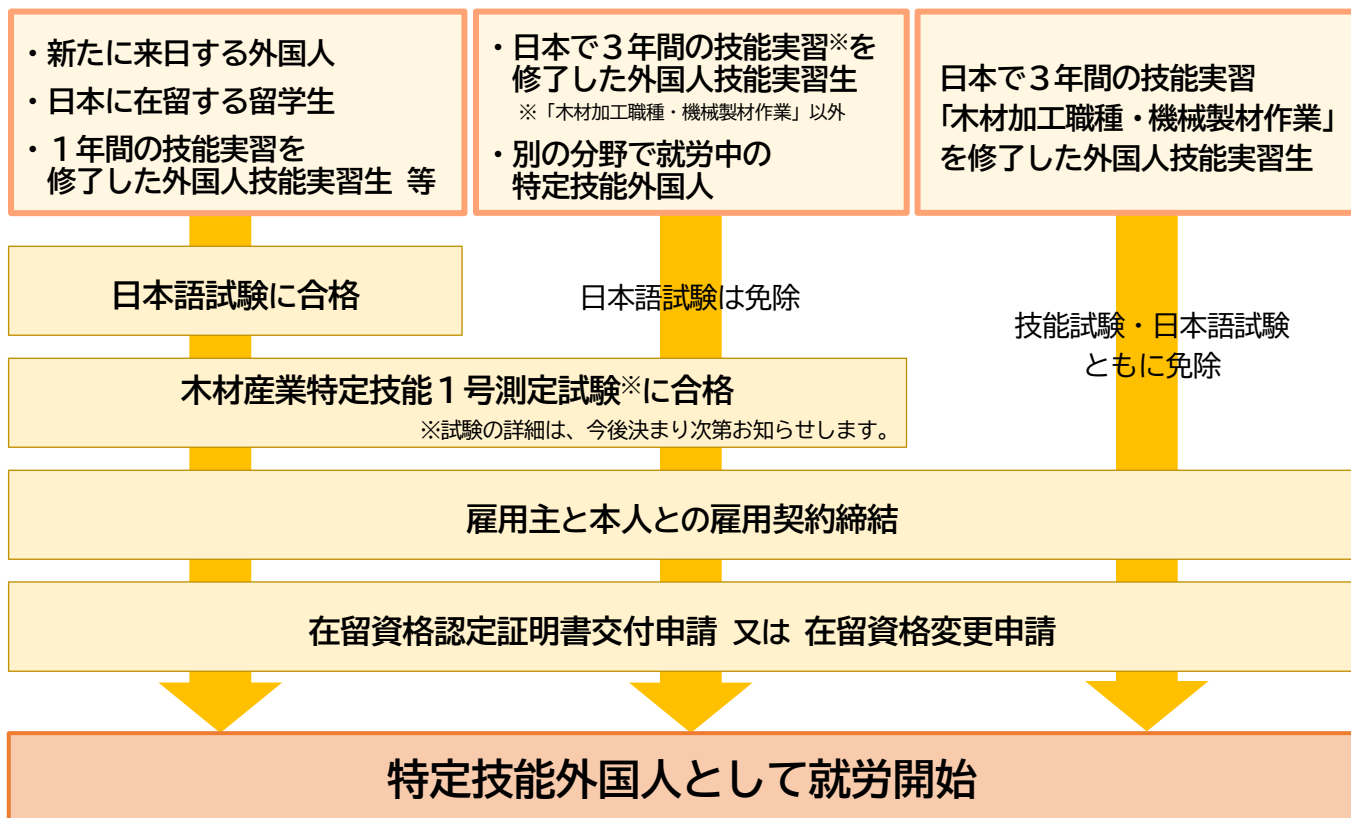 ・新たに来日する外国人
・日本に在留する留学生
・１年間の技能実習を
修了した外国人技能実習生 等
・日本で３年間の技能実習※を
修了した外国人技能実習生
※「木材加工職種・機械製材作業」以外
・別の分野で就労中の
特定技能外国人
日本で３年間の技能実習
「木材加工職種・機械製材作業」
を修了した外国人技能実習生
日本語試験に合格
日本語試験は免除
技能試験・日本語試験
ともに免除
木材産業特定技能１号測定試験※に合格
※試験の詳細は、今後決まり次第お知らせします。
雇用主と本人との雇用契約締結
在留資格認定証明書交付申請 又は 在留資格変更申請
特定技能外国人として就労開始